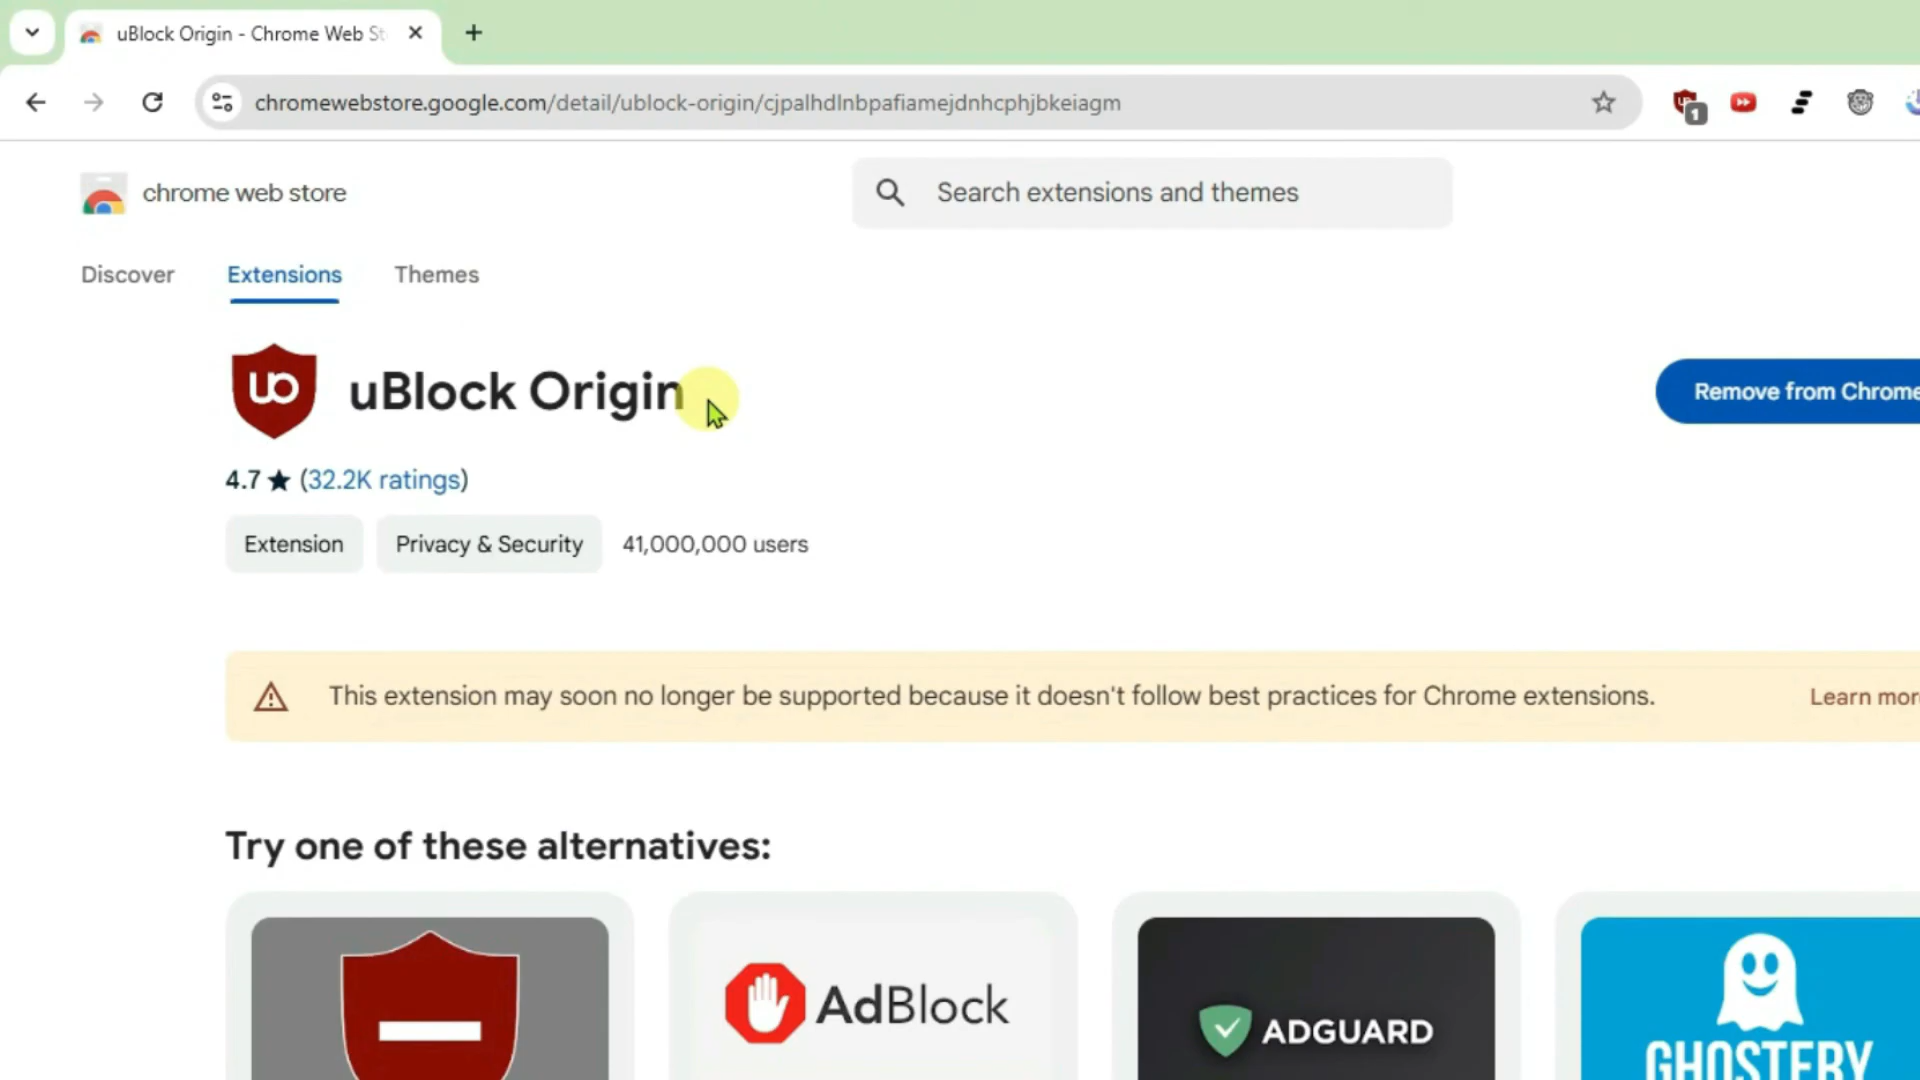 uBlock Origin - Chrome Web St
chromewebstore.google.com/detail/ublock-origin/cjpalhdlnbpafiamejdnhcphjbkeiagm
1
chrome web store
Search extensions and themes
Discover
Extensions
Themes
uBlock Origin
Remove from Chrome
4.7 ★ (32.2K ratings)
Extension
Privacy & Security
41,000,000 users
This extension may soon no longer be supported because it doesn't follow best practices for Chrome extensions.
Learn more
Try one of these alternatives:
AdBlock
ADGUARD
GHOSTERY